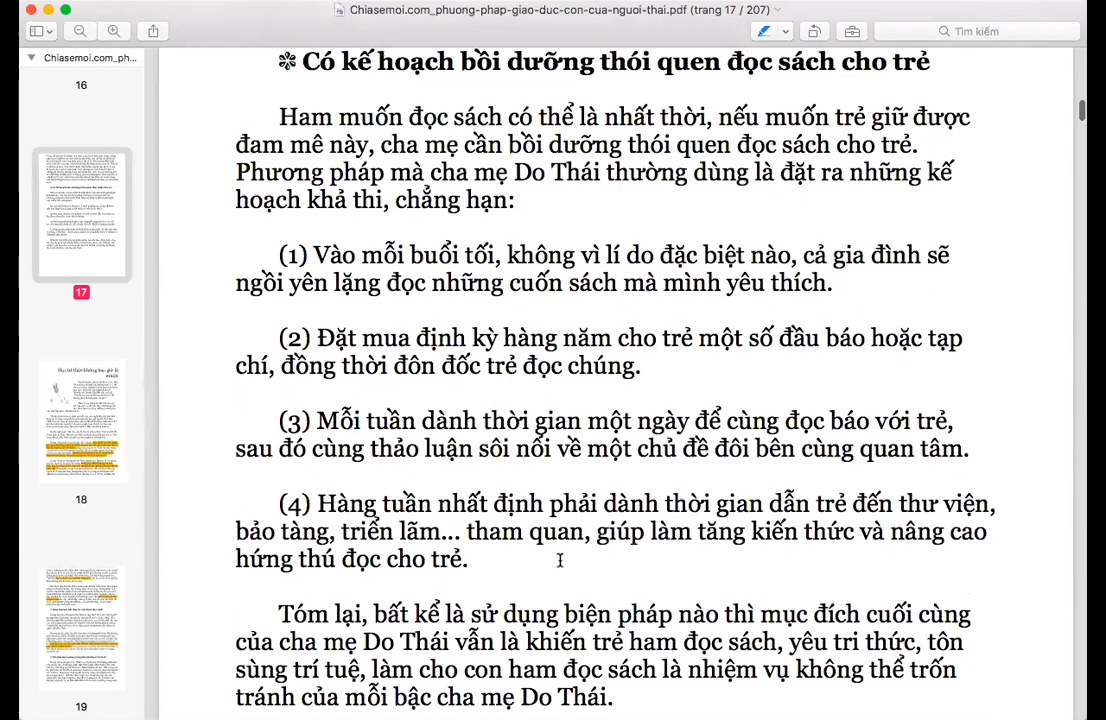 Chiasemoi.com_phuong-phap-giao-duc-con-cua-nguoi-thai.pdf (trang 17 / 207)
Tìm kiếm
Chiasemoi.com_ph...
16
17
18
19
❃ Có kế hoạch bồi dưỡng thói quen đọc sách cho trẻ
Ham muốn đọc sách có thể là nhất thời, nếu muốn trẻ giữ được
đam mê này, cha mẹ cần bồi dưỡng thói quen đọc sách cho trẻ.
Phương pháp mà cha mẹ Do Thái thường dùng là đặt ra những kế
hoạch khả thi, chẳng hạn:
(1) Vào mỗi buổi tối, không vì lí do đặc biệt nào, cả gia đình sẽ
ngồi yên lặng đọc những cuốn sách mà mình yêu thích.
(2) Đặt mua định kỳ hàng năm cho trẻ một số đầu báo hoặc tạp
chí, đồng thời đôn đốc trẻ đọc chúng.
(3) Mỗi tuần dành thời gian một ngày để cùng đọc báo với trẻ,
sau đó cùng thảo luận sôi nổi về một chủ đề đôi bên cùng quan tâm.
(4) Hàng tuần nhất định phải dành thời gian dẫn trẻ đến thư viện,
bảo tàng, triển lãm... tham quan, giúp làm tăng kiến thức và nâng cao
hứng thú đọc cho trẻ.
Tóm lại, bất kể là sử dụng biện pháp nào thì mục đích cuối cùng
của cha mẹ Do Thái vẫn là khiến trẻ ham đọc sách, yêu tri thức, tôn
sùng trí tuệ, làm cho con ham đọc sách là nhiệm vụ không thể trốn
tránh của mỗi bậc cha mẹ Do Thái.